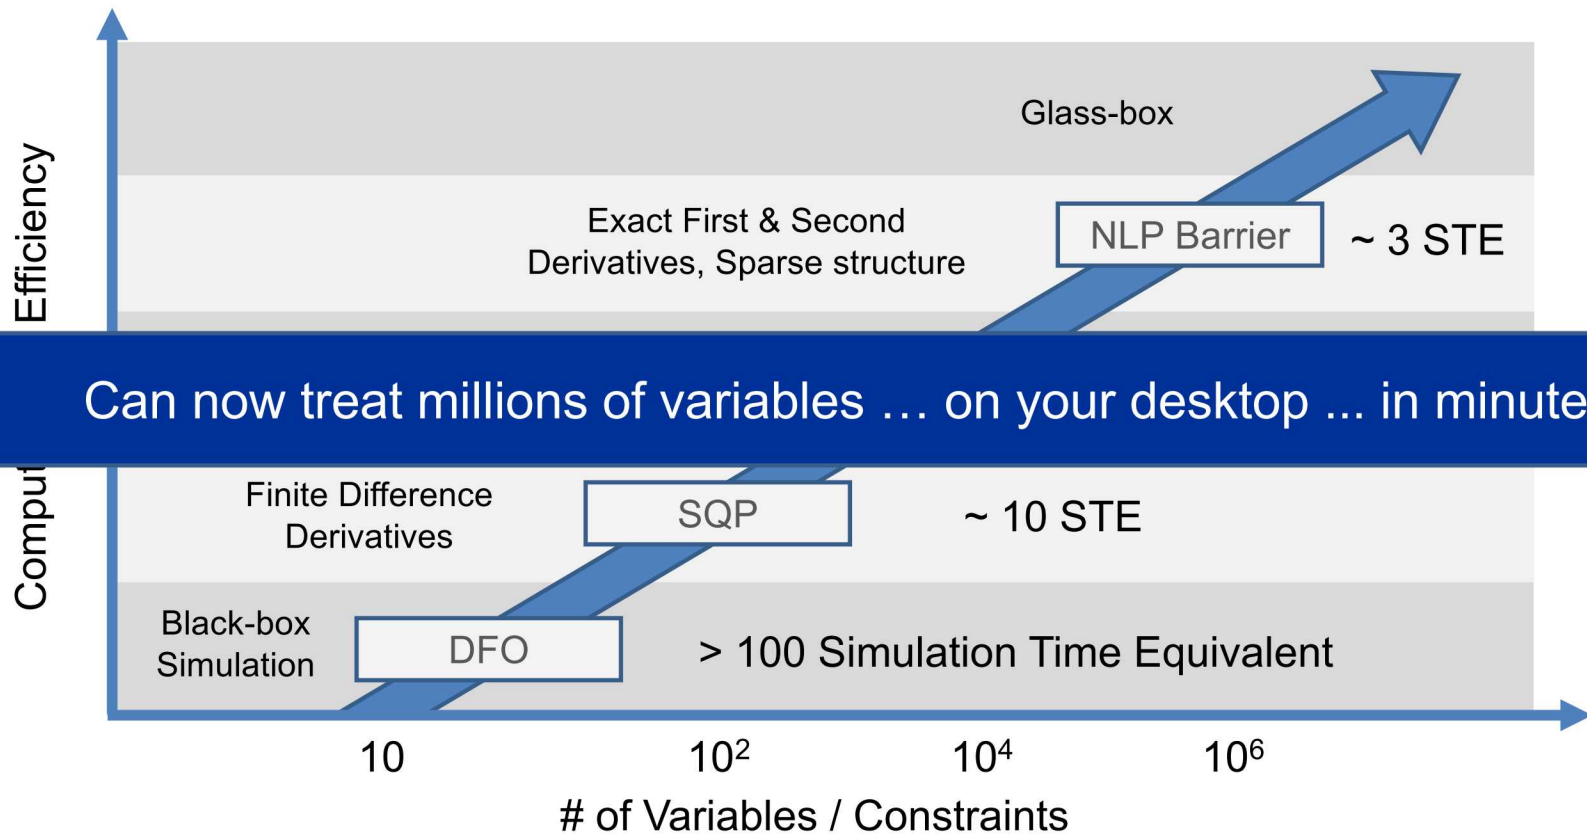 Glass-box
Exact First & Second
Derivatives, Sparse structure
NLP Barrier
~ 3 STE
Efficiency
Can now treat millions of variables … on your desktop ... in minute
Comput
Finite Difference
Derivatives
SQP
~ 10 STE
Black-box
Simulation
DFO
> 100 Simulation Time Equivalent
10
10²
10⁴
10⁶
# of Variables / Constraints